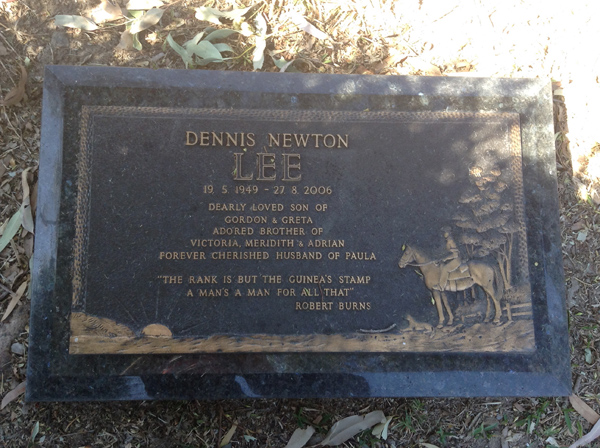 DENNIS NEWTON
LEE
19. 5. 1949 - 27. 8. 2006
DEARLY LOVED SON OF
GORDON & GRETA
ADORED BROTHER OF
VICTORIA, MERIDITH & ADRIAN
FOREVER CHERISHED HUSBAND OF PAULA
"THE RANK IS BUT THE GUINEA'S STAMP
A MAN'S A MAN FOR ALL THAT"
ROBERT BURNS